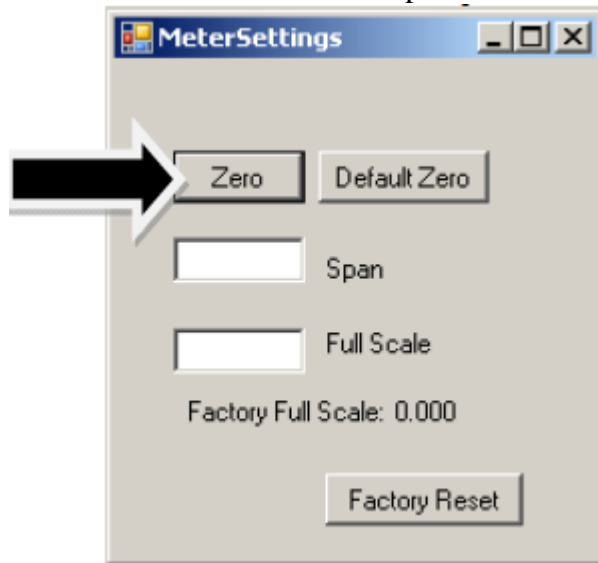 MeterSettings
Zero Default Zero
Span
Full Scale
Factory Full Scale: 0.000
Factory Reset